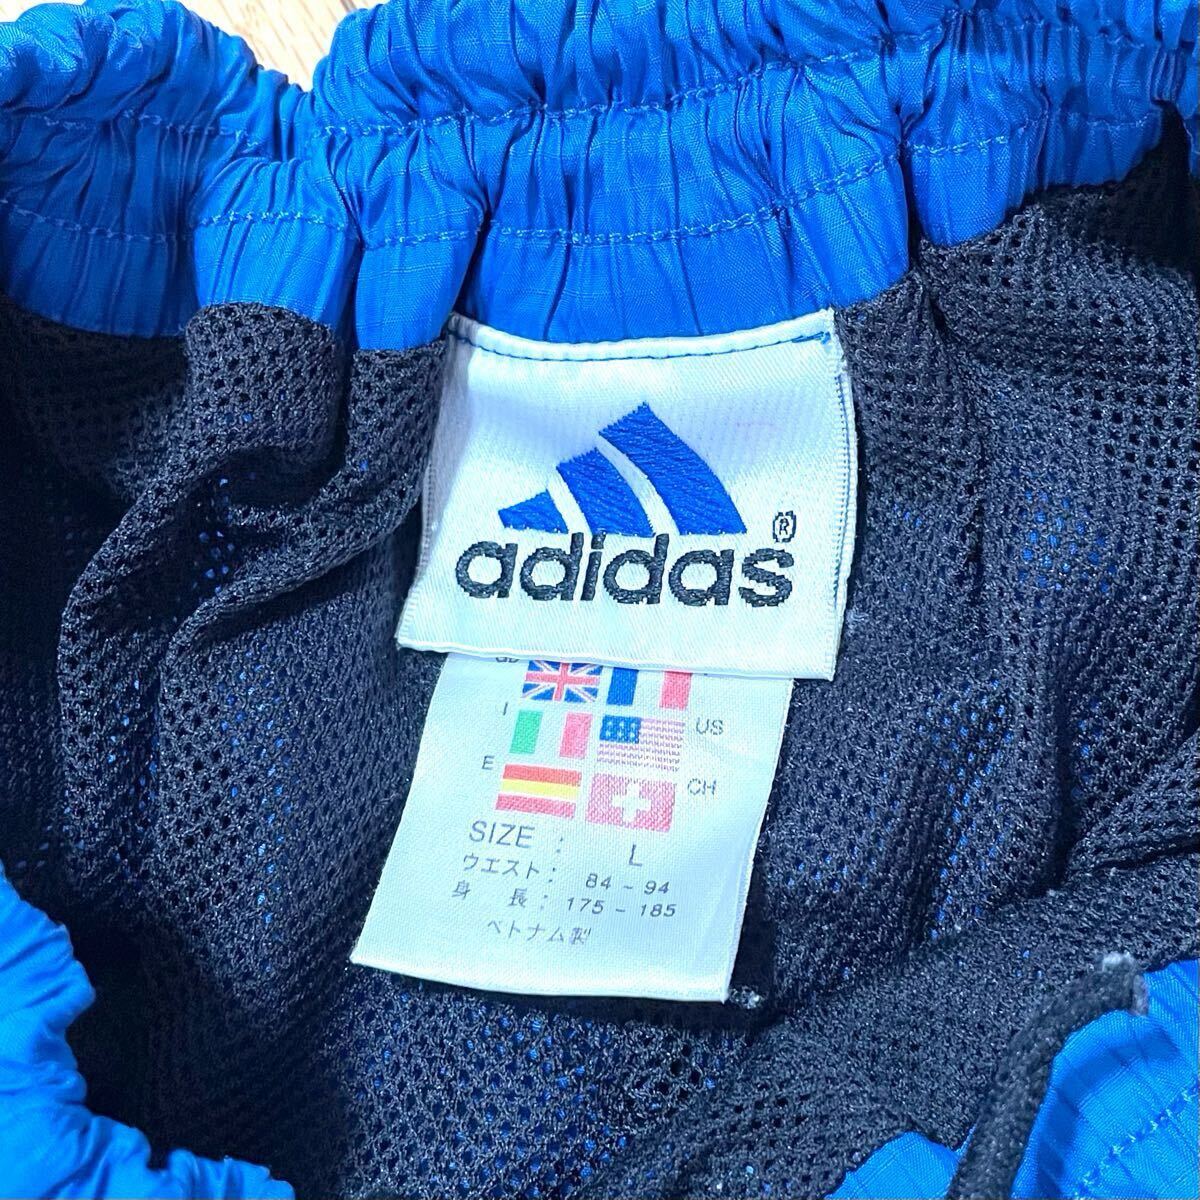 adidas®
GB
I
US
E
CH
SIZE : L
ウエスト: 84 - 94
身長: 175 - 185
ベトナム製